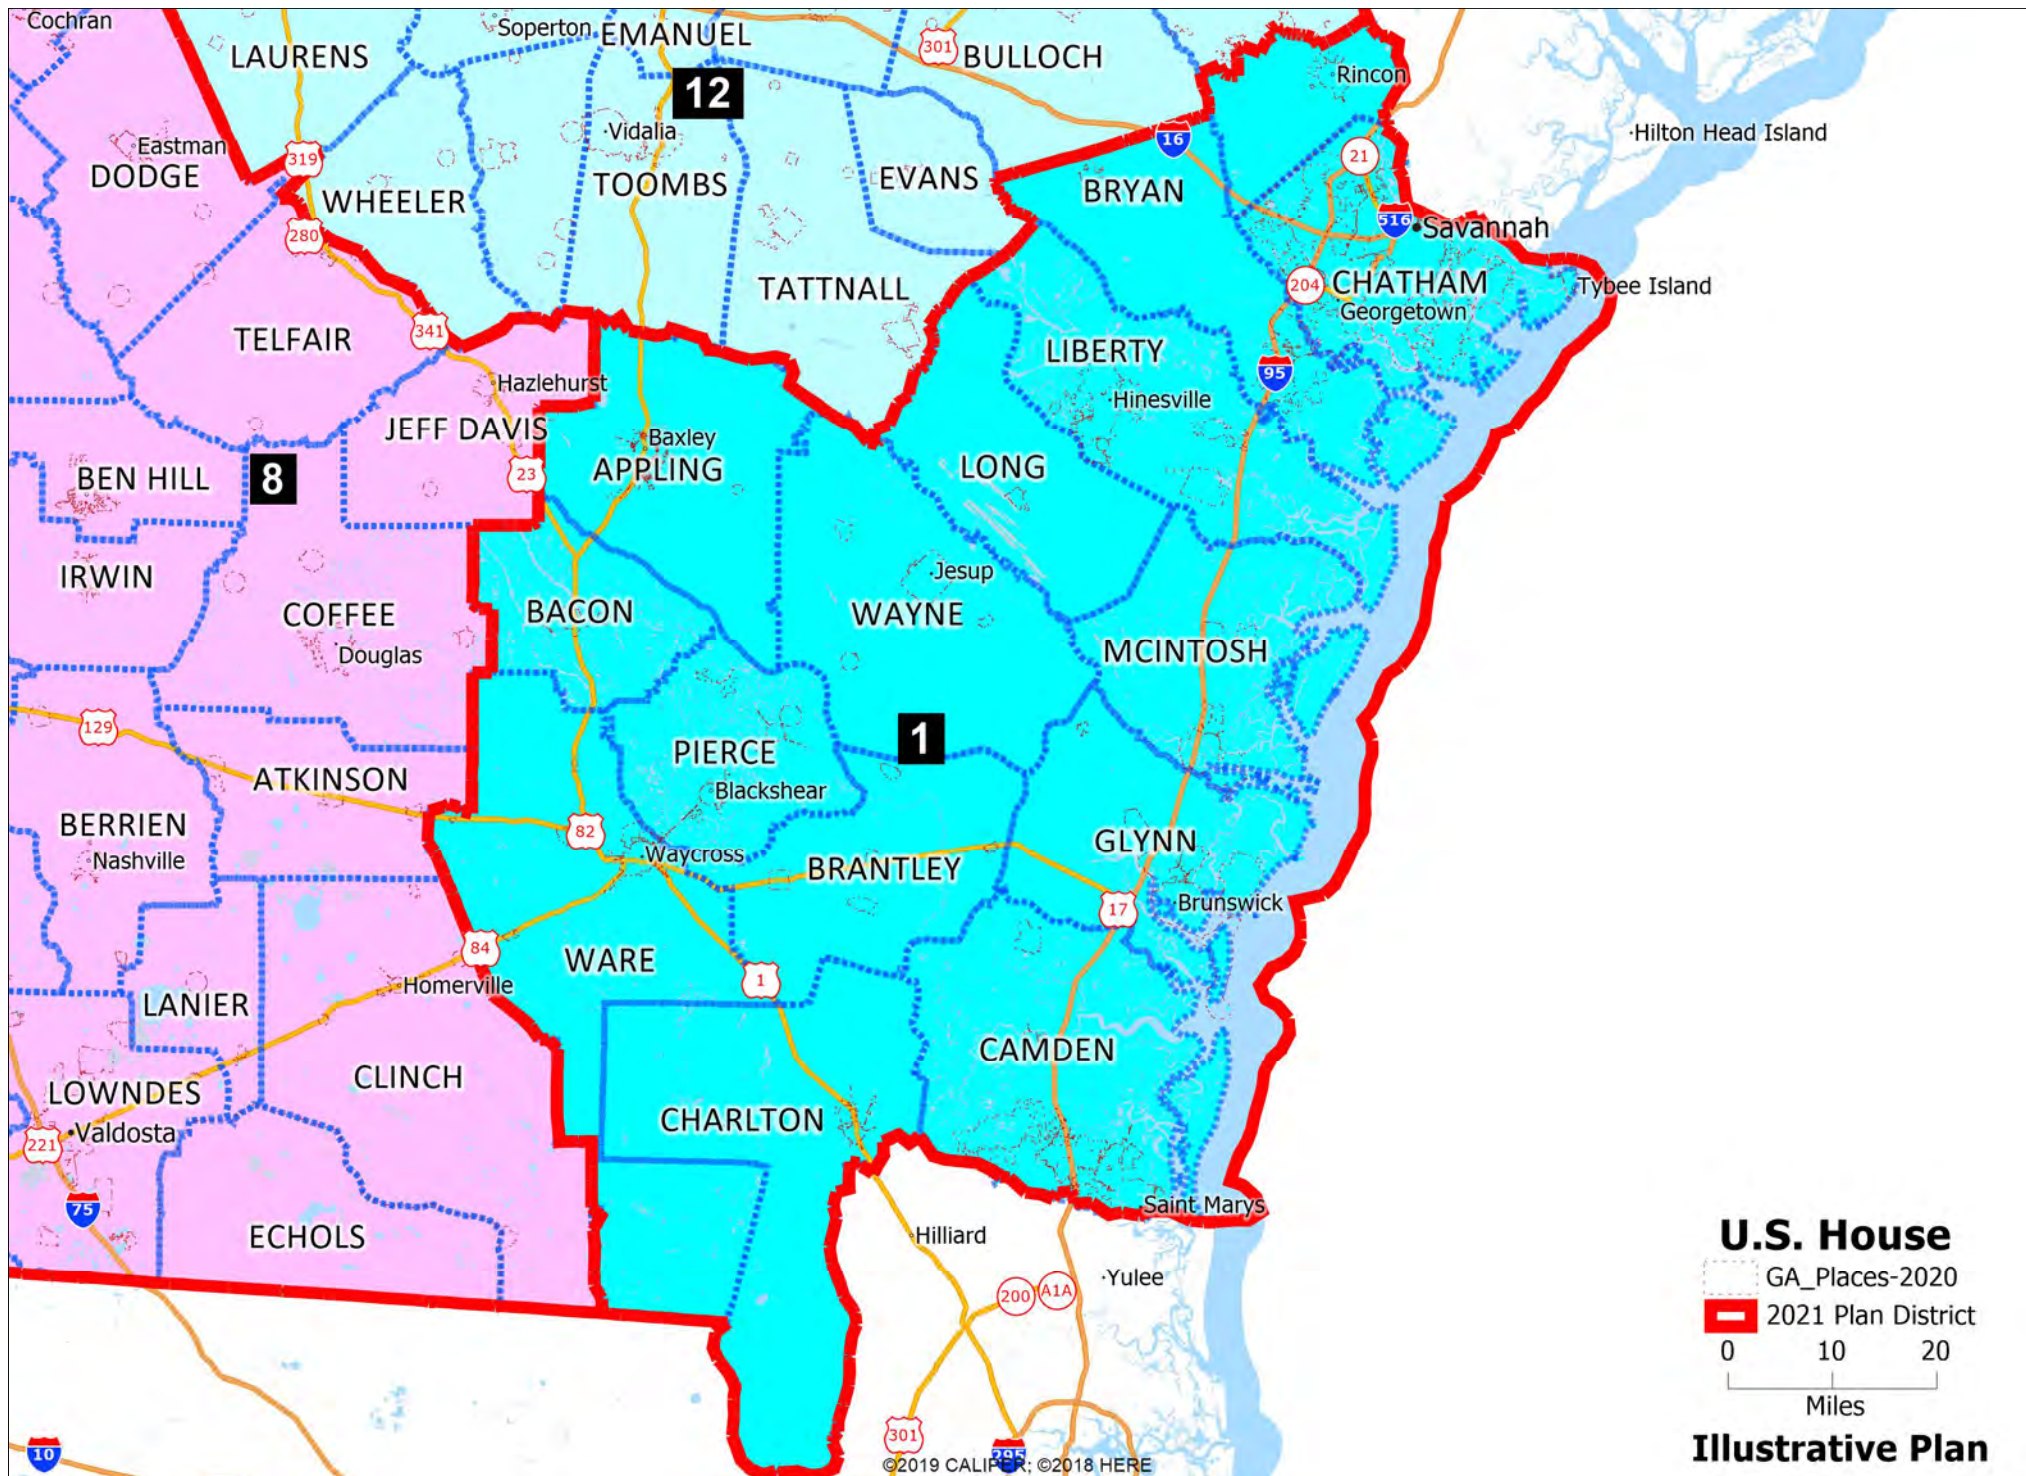 Cochran
Soperton
EMANUEL
LAURENS
301
BULLOCH
12
Rincon
Vidalia
Hilton Head Island
16
21
Eastman
DODGE
319
WHEELER
TOOMBS
EVANS
BRYAN
516
Savannah
280
TATTNALL
204
CHATHAM
Tybee Island
Georgetown
TELFAIR
341
LIBERTY
95
Hazlehurst
Hinesville
JEFF DAVIS
Baxley
BEN HILL
8
23
APPLING
LONG
IRWIN
Jesup
COFFEE
BACON
WAYNE
Douglas
MCINTOSH
129
1
PIERCE
ATKINSON
Blackshear
BERRIEN
82
GLYNN
Nashville
Waycross
BRANTLEY
Brunswick
17
84
WARE
Homerville
1
LANIER
CAMDEN
CLINCH
LOWNDES
CHARLTON
Valdosta
221
75
Saint Marys
ECHOLS
Hilliard
Yulee
200
A1A
301
295
10
©2019 CALIPER; ©2018 HERE
U.S. House
GA_Places-2020
2021 Plan District
0 10 20
Miles
Illustrative Plan